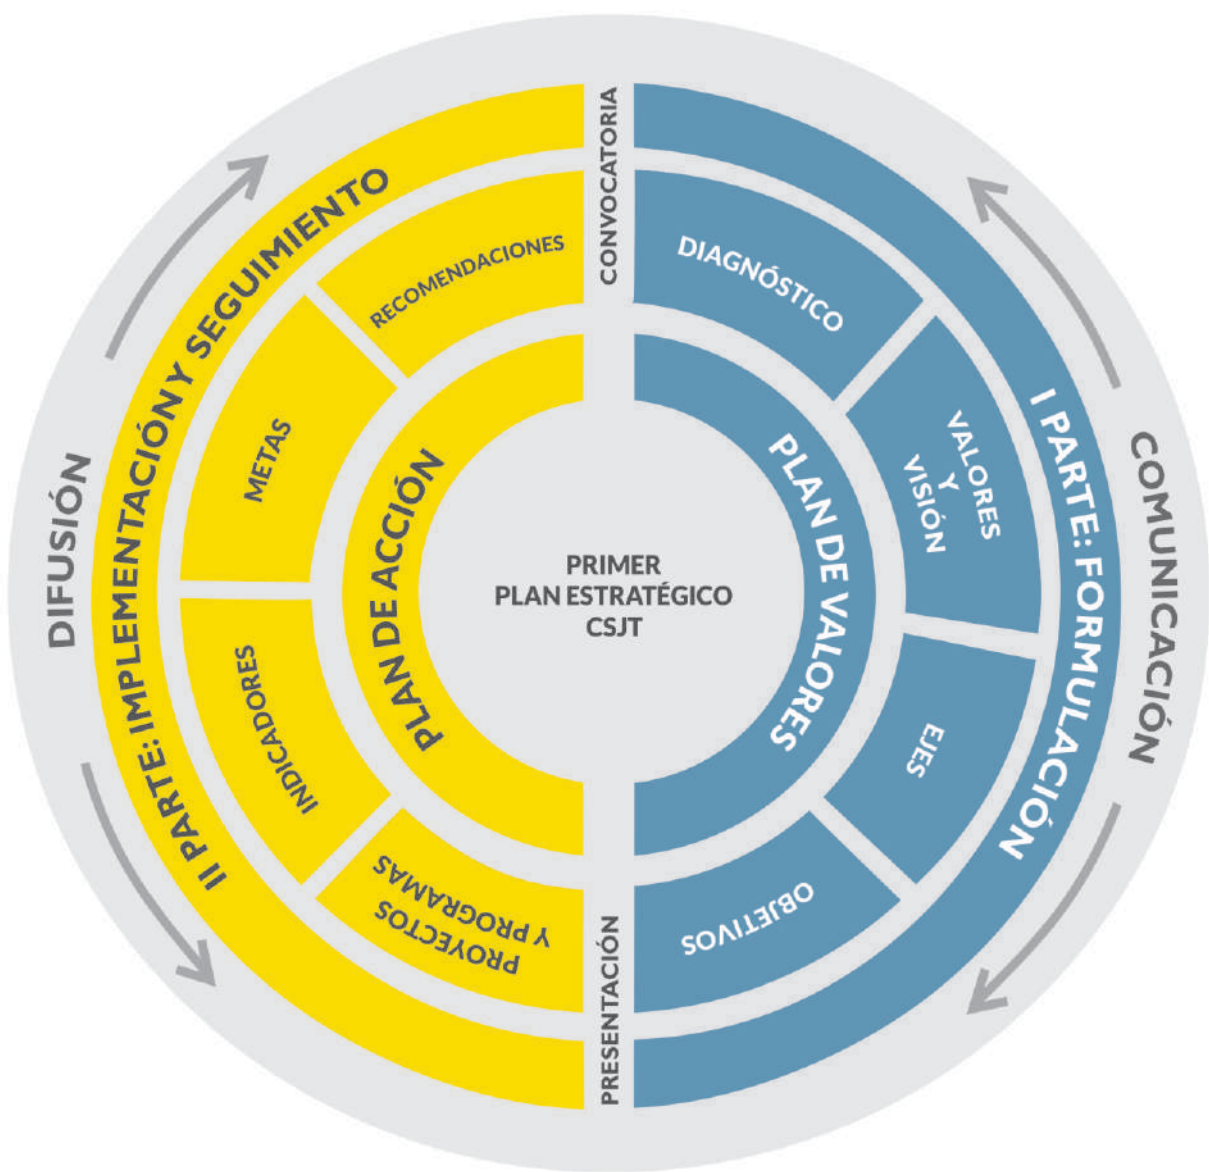 CONVOCATORIA
I PARTE: FORMULACIÓN
DIAGNÓSTICO
VALORES
Y
VISIÓN
EJES
OBJETIVOS
PLAN DE VALORES
COMUNICACIÓN
PRESENTACIÓN
II PARTE: IMPLEMENTACIÓN Y SEGUIMIENTO
PROYECTOS
Y PROGRAMAS
INDICADORES
METAS
RECOMENDACIONES
PLAN DE ACCIÓN
DIFUSIÓN
PRIMER
PLAN ESTRATÉGICO
CSJT